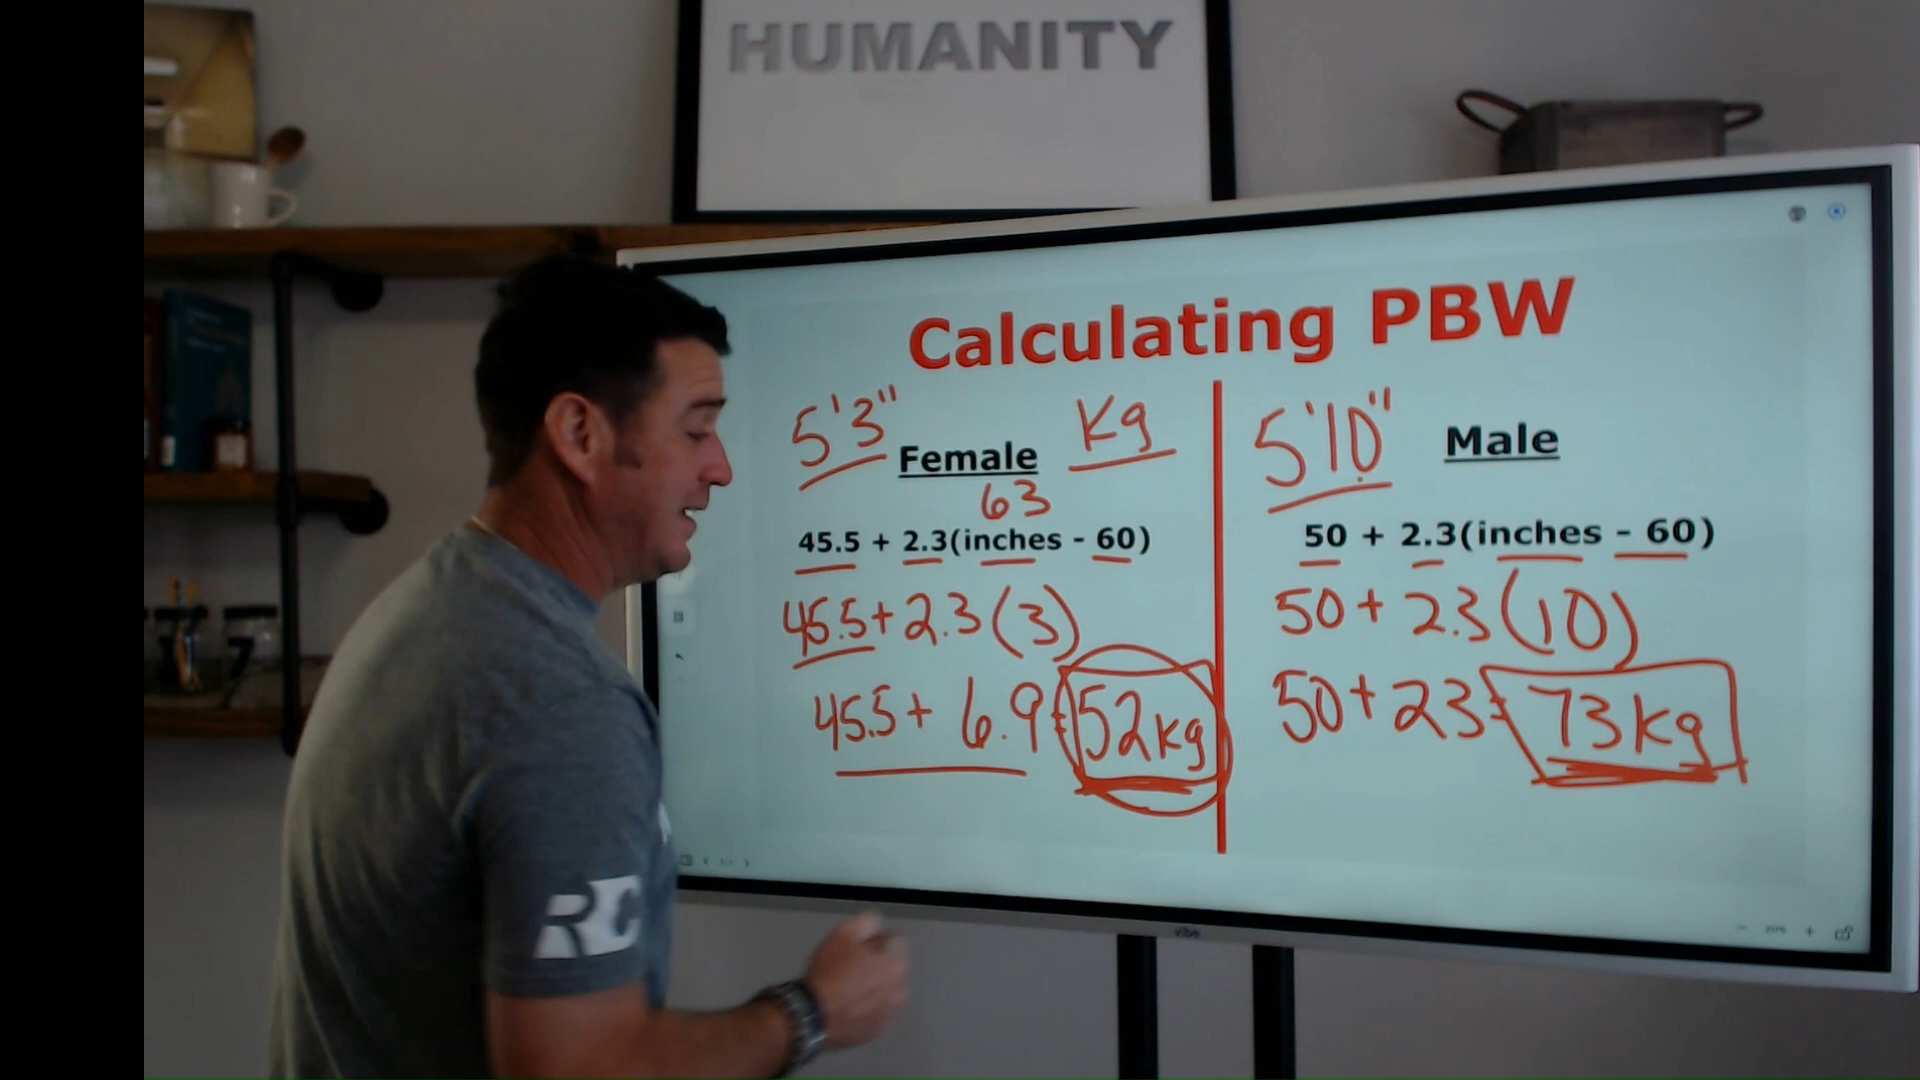 HUMANITY
Calculating PBW
5'3"
Female
Kg
63
45.5 + 2.3(inches - 60)
45.5 + 2.3 (3)
45.5 + 6.9 = 52kg
5'10"
Male
50 + 2.3(inches - 60)
50 + 2.3 (10)
50 + 23 = 73kg
RC
vibe